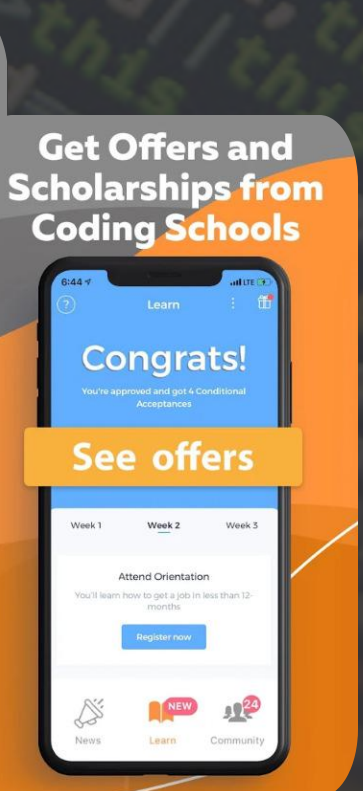 this
Get Offers and
Scholarships from
Coding Schools
6:44
LTE
?
Learn
Congrats!
You're approved and got 4 Conditional
Acceptances
See offers
Week 1
Week 2
Week 3
Attend Orientation
You'll learn how to get a job in less than 12-
months
Register now
NEW
24
News
Learn
Community